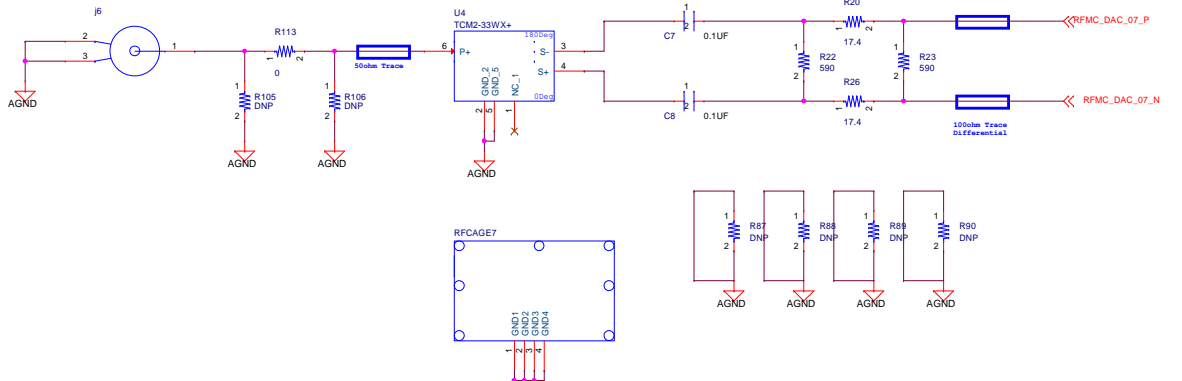 j6
2
3
1
AGND
R113
1
2
0
1
R105
DNP
2
AGND
1
R106
DNP
2
AGND
50ohm Trace
U4
TCM2-33WX+
6
P+
180Deg
S-
S+
0Deg
GND_2
GND_5
NC_1
2
5
1
3
4
AGND
1
2
C7
0.1UF
1
2
C8
0.1UF
R20
1
2
17.4
1
R22
590
2
1
R23
590
2
R26
1
2
17.4
100ohm Trace
Differential
RFMC_DAC_07_P
RFMC_DAC_07_N
RFCAGE7
GND1
GND2
GND3
GND4
1
2
3
4
1
R87
DNP
2
AGND
1
R88
DNP
2
AGND
1
R89
DNP
2
AGND
1
R90
DNP
2
AGND